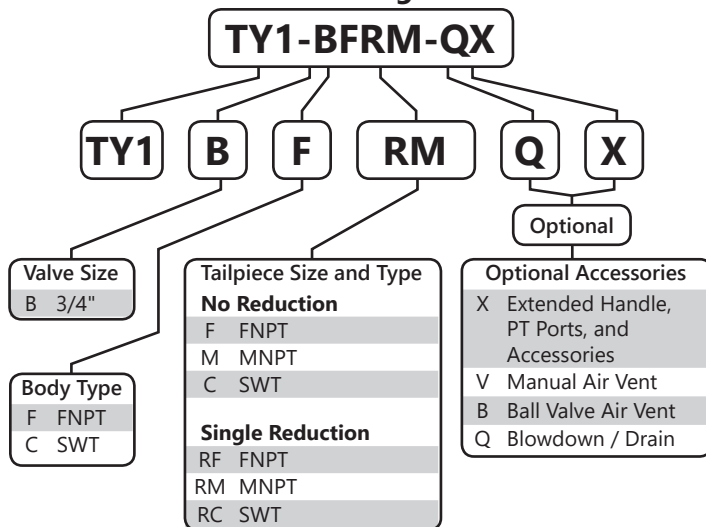 TY1-BFRM-QX
TY1
B
F
RM
Q
X
Optional
Valve Size
B 3/4"
Body Type
F FNPT
C SWT
Tailpiece Size and Type
No Reduction
F FNPT
M MNPT
C SWT
Single Reduction
RF FNPT
RM MNPT
RC SWT
Optional Accessories
X Extended Handle,
PT Ports, and
Accessories
V Manual Air Vent
B Ball Valve Air Vent
Q Blowdown / Drain